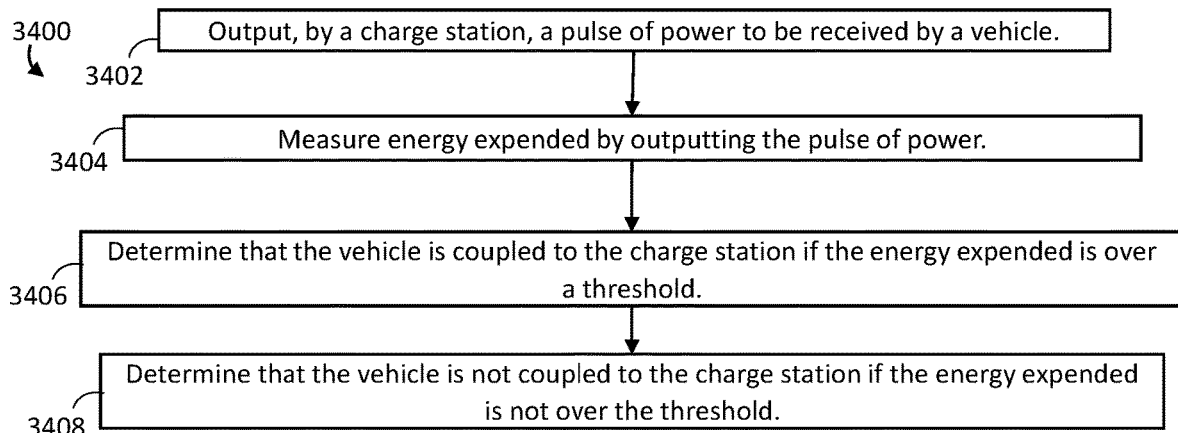 3400
Output, by a charge station, a pulse of power to be received by a vehicle.
3402
Measure energy expended by outputting the pulse of power.
3404
Determine that the vehicle is coupled to the charge station if the energy expended is over
a threshold.
3406
Determine that the vehicle is not coupled to the charge station if the energy expended
is not over the threshold.
3408